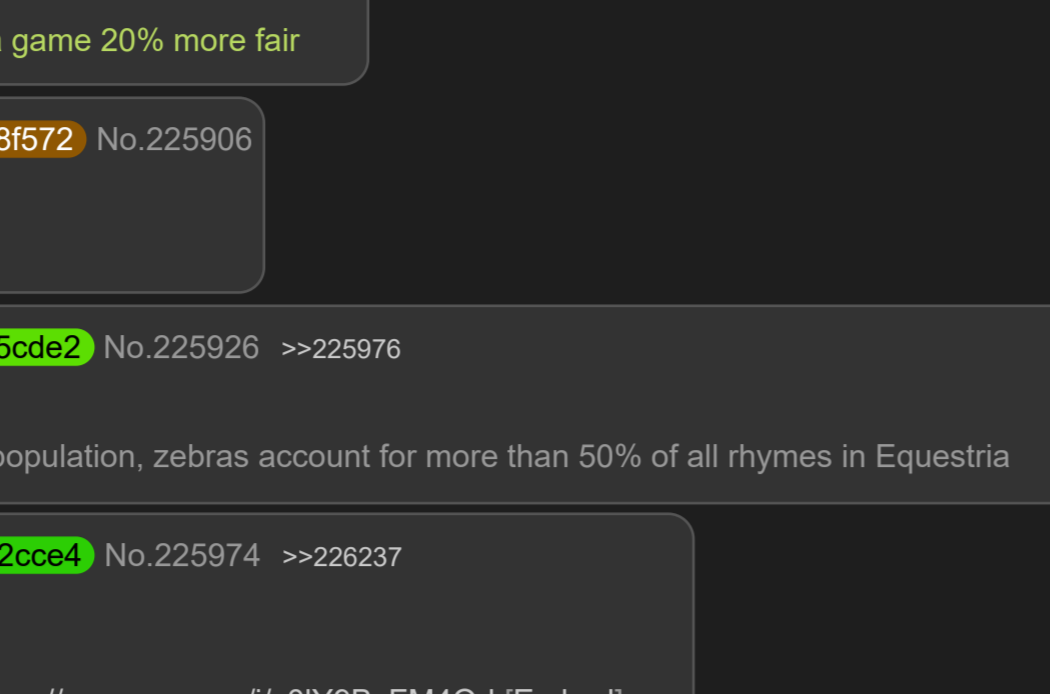 game 20% more fair
8f572 No.225906
5cde2 No.225926 >>225976
population, zebras account for more than 50% of all rhymes in Equestria
2cce4 No.225974 >>226237